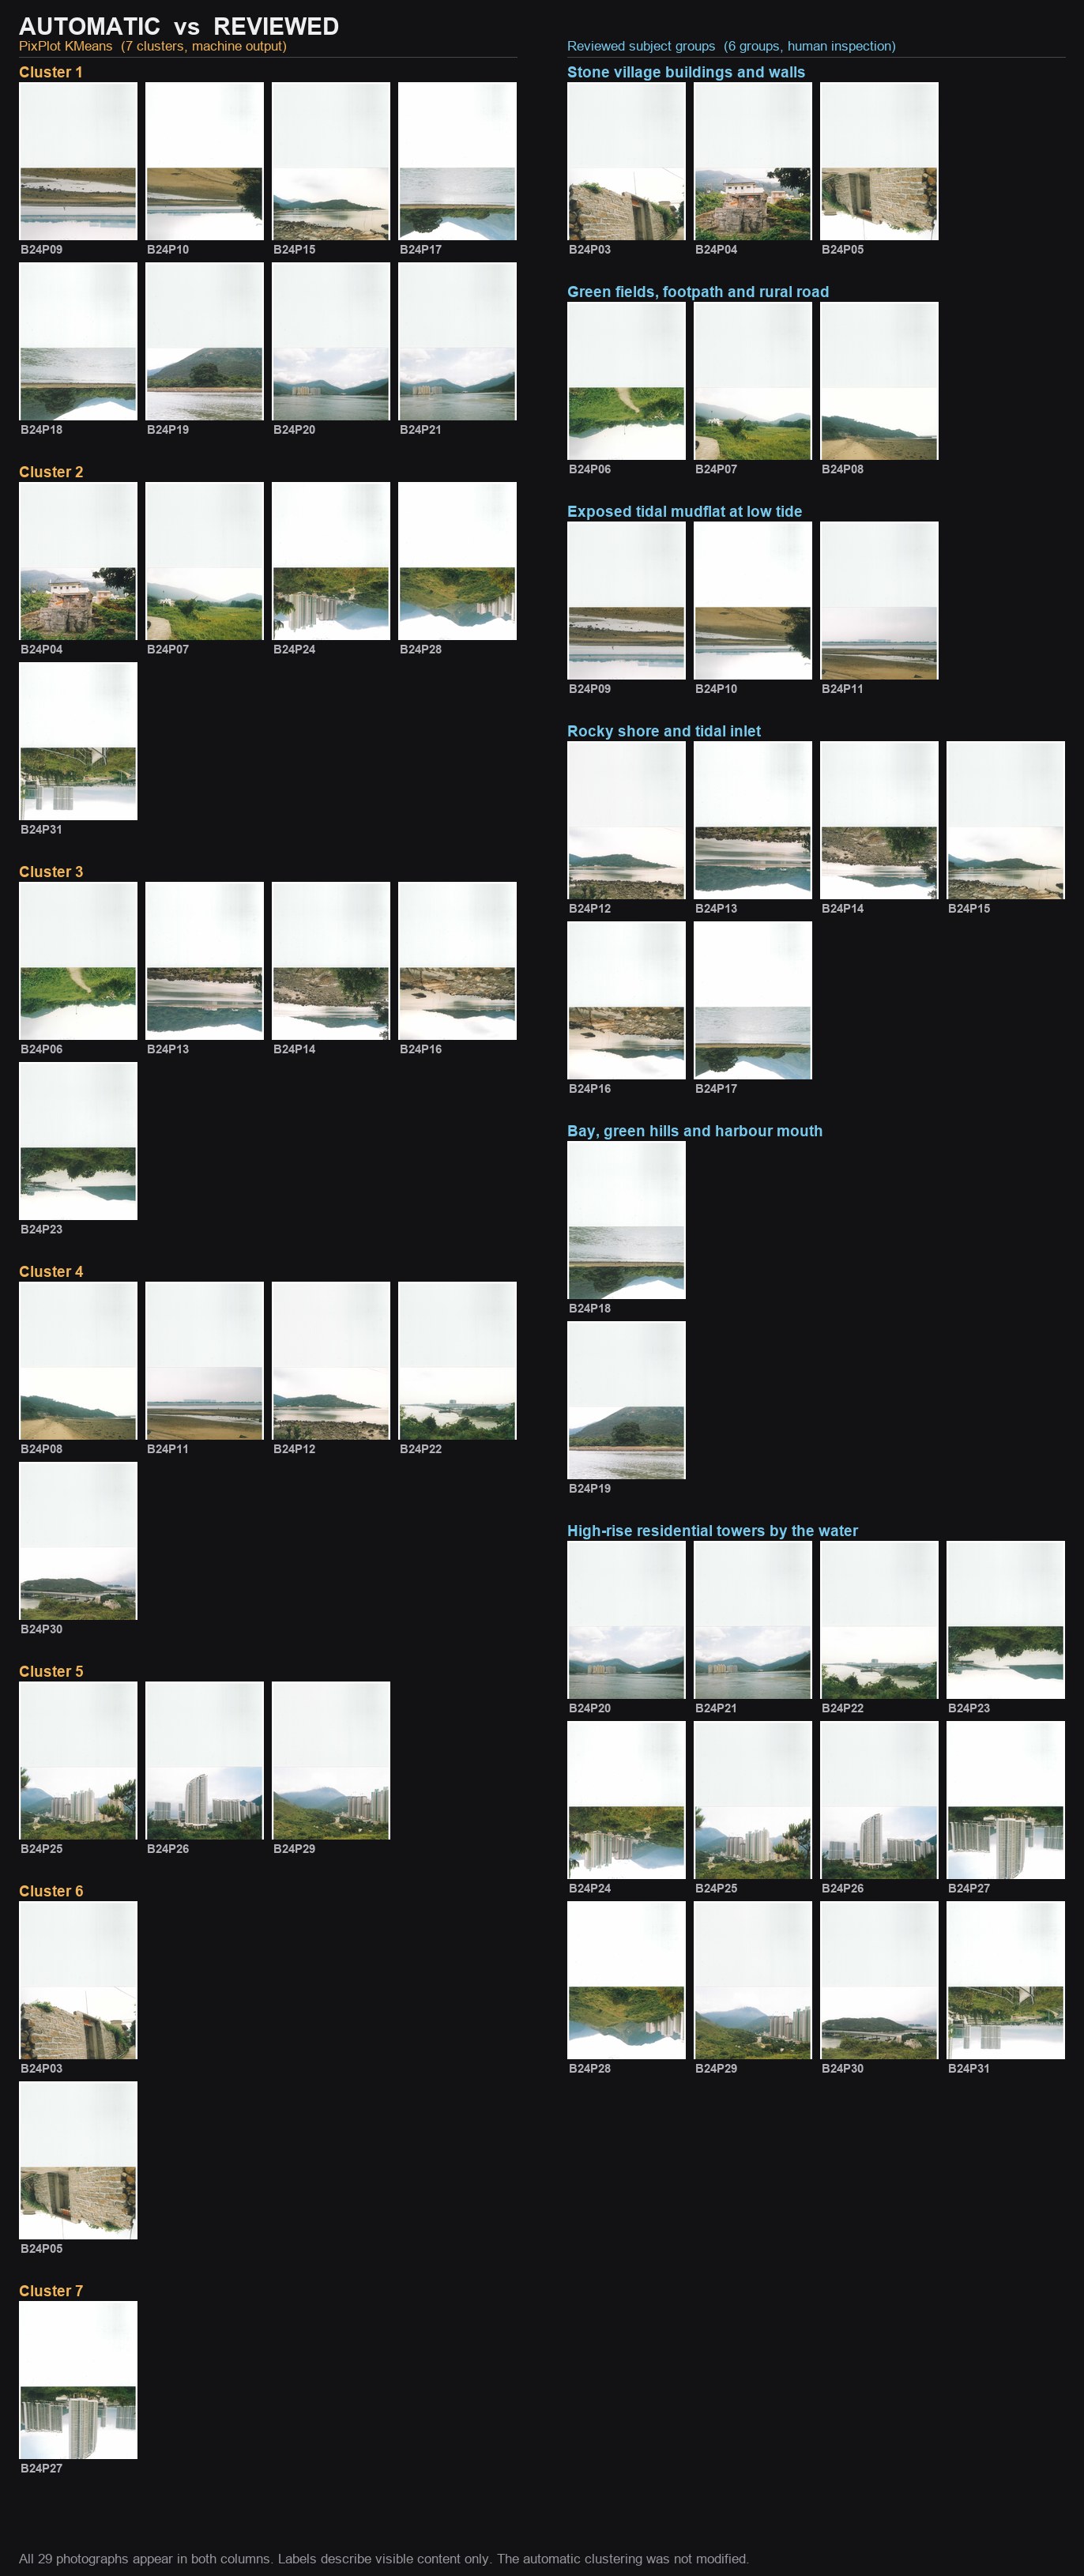 AUTOMATIC vs REVIEWED
PixPlot KMeans (7 clusters, machine output)
Cluster 1
B24P09 B24P10 B24P15 B24P17
B24P18 B24P19 B24P20 B24P21
Cluster 2
B24P04 B24P07 B24P24 B24P28
B24P31
Cluster 3
B24P06 B24P13 B24P14 B24P16
B24P23
Cluster 4
B24P08 B24P11 B24P12 B24P22
B24P30
Cluster 5
B24P25 B24P26 B24P29
Cluster 6
B24P03
B24P05
Cluster 7
B24P27
Reviewed subject groups (6 groups, human inspection)
Stone village buildings and walls
B24P03 B24P04 B24P05
Green fields, footpath and rural road
B24P06 B24P07 B24P08
Exposed tidal mudflat at low tide
B24P09 B24P10 B24P11
Rocky shore and tidal inlet
B24P12 B24P13 B24P14 B24P15
B24P16 B24P17
Bay, green hills and harbour mouth
B24P18
B24P19
High-rise residential towers by the water
B24P20 B24P21 B24P22 B24P23
B24P24 B24P25 B24P26 B24P27
B24P28 B24P29 B24P30 B24P31
All 29 photographs appear in both columns. Labels describe visible content only. The automatic clustering was not modified.